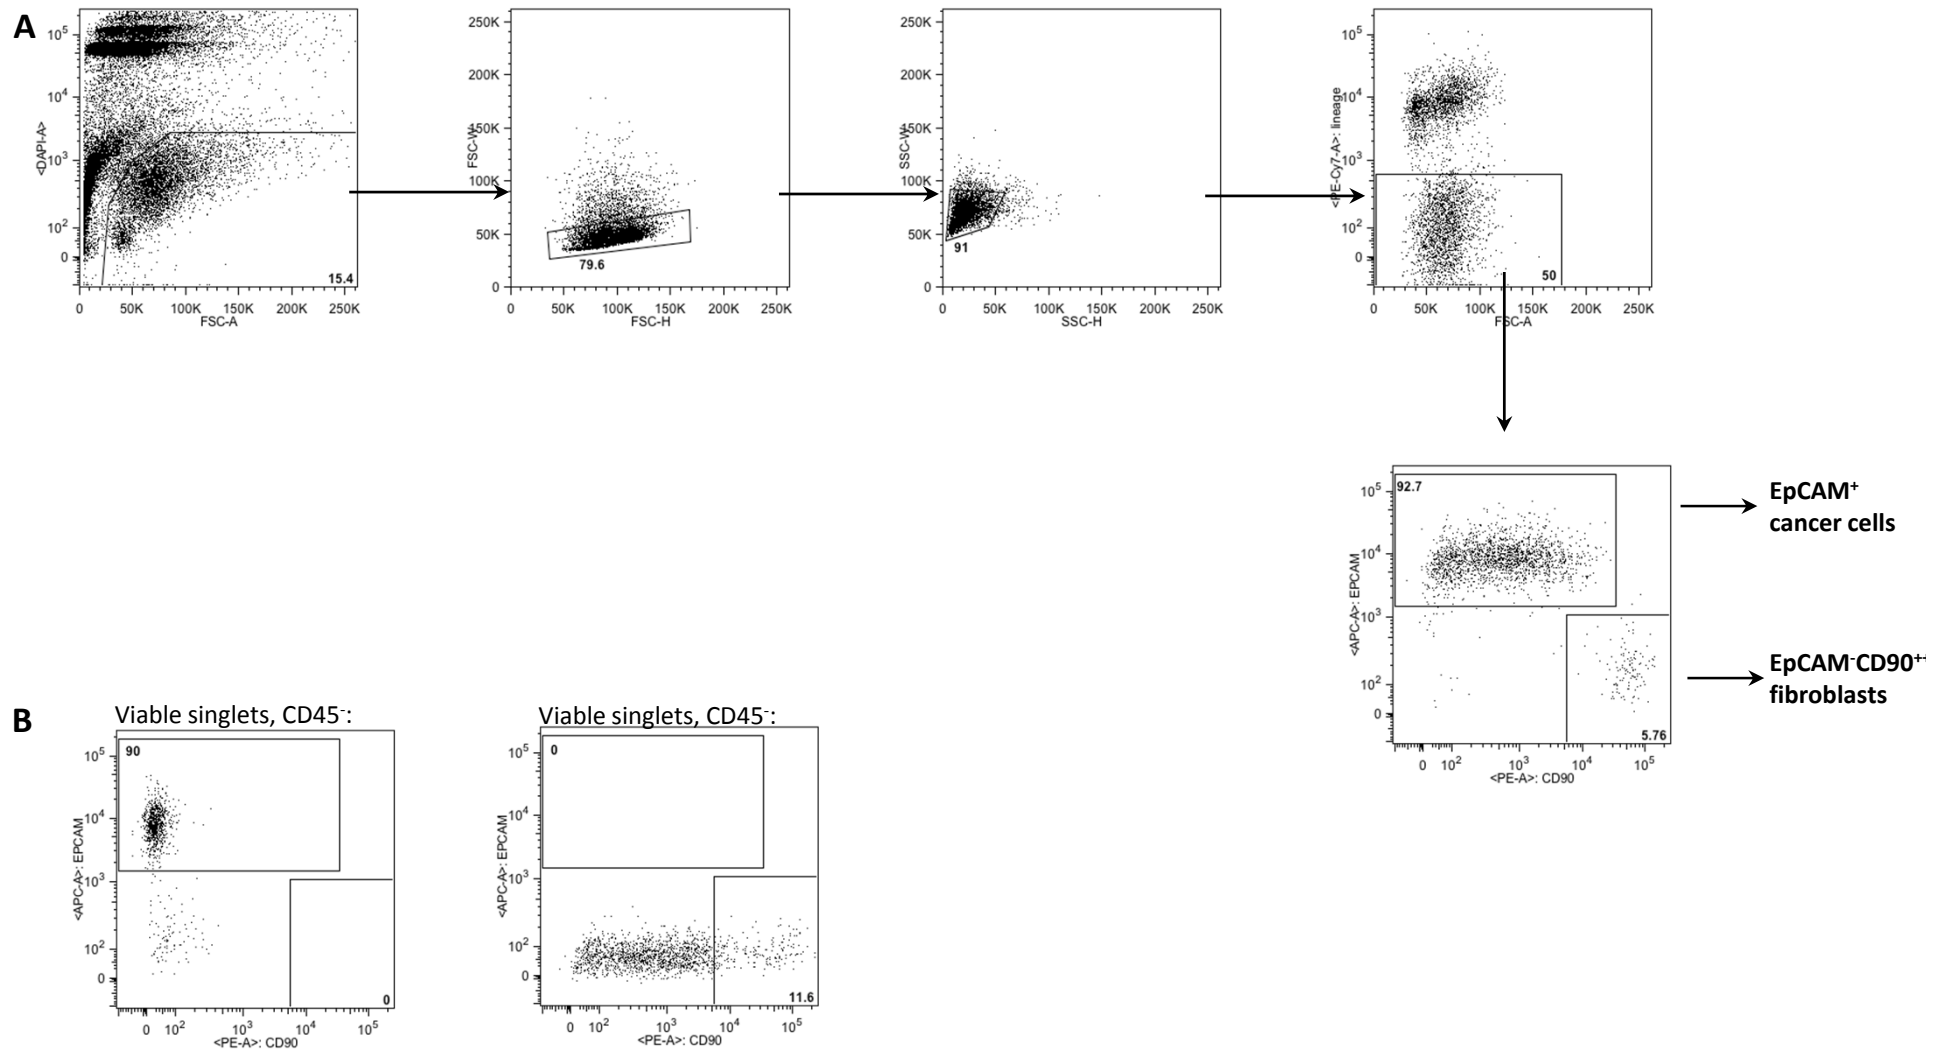 A
<DAPI-A>
10⁵
10⁴
10³
10²
0
15.4
0 50K 100K 150K 200K 250K
FSC-A
FSC-W
250K
200K
150K
100K
50K
0
79.6
0 50K 100K 150K 200K 250K
FSC-H
SSC-W
250K
200K
150K
100K
50K
0
91
0 50K 100K 150K 200K 250K
SSC-H
<PE-Cy7-A>: lineage
10⁵
10⁴
10³
10²
0
50
0 50K 100K 150K 200K 250K
FSC-A
<APC-A>: EPCAM
10⁵
10⁴
10³
10²
0
92.7
5.76
0 10² 10³ 10⁴ 10⁵
<PE-A>: CD90
EpCAM⁺
cancer cells
EpCAM⁻CD90⁺⁺
fibroblasts
B
Viable singlets, CD45⁻:
<APC-A>: EPCAM
10⁵
10⁴
10³
10²
0
90
0
0 10² 10³ 10⁴ 10⁵
<PE-A>: CD90
Viable singlets, CD45⁻:
<APC-A>: EPCAM
10⁵
10⁴
10³
10²
0
0
11.6
0 10² 10³ 10⁴ 10⁵
<PE-A>: CD90